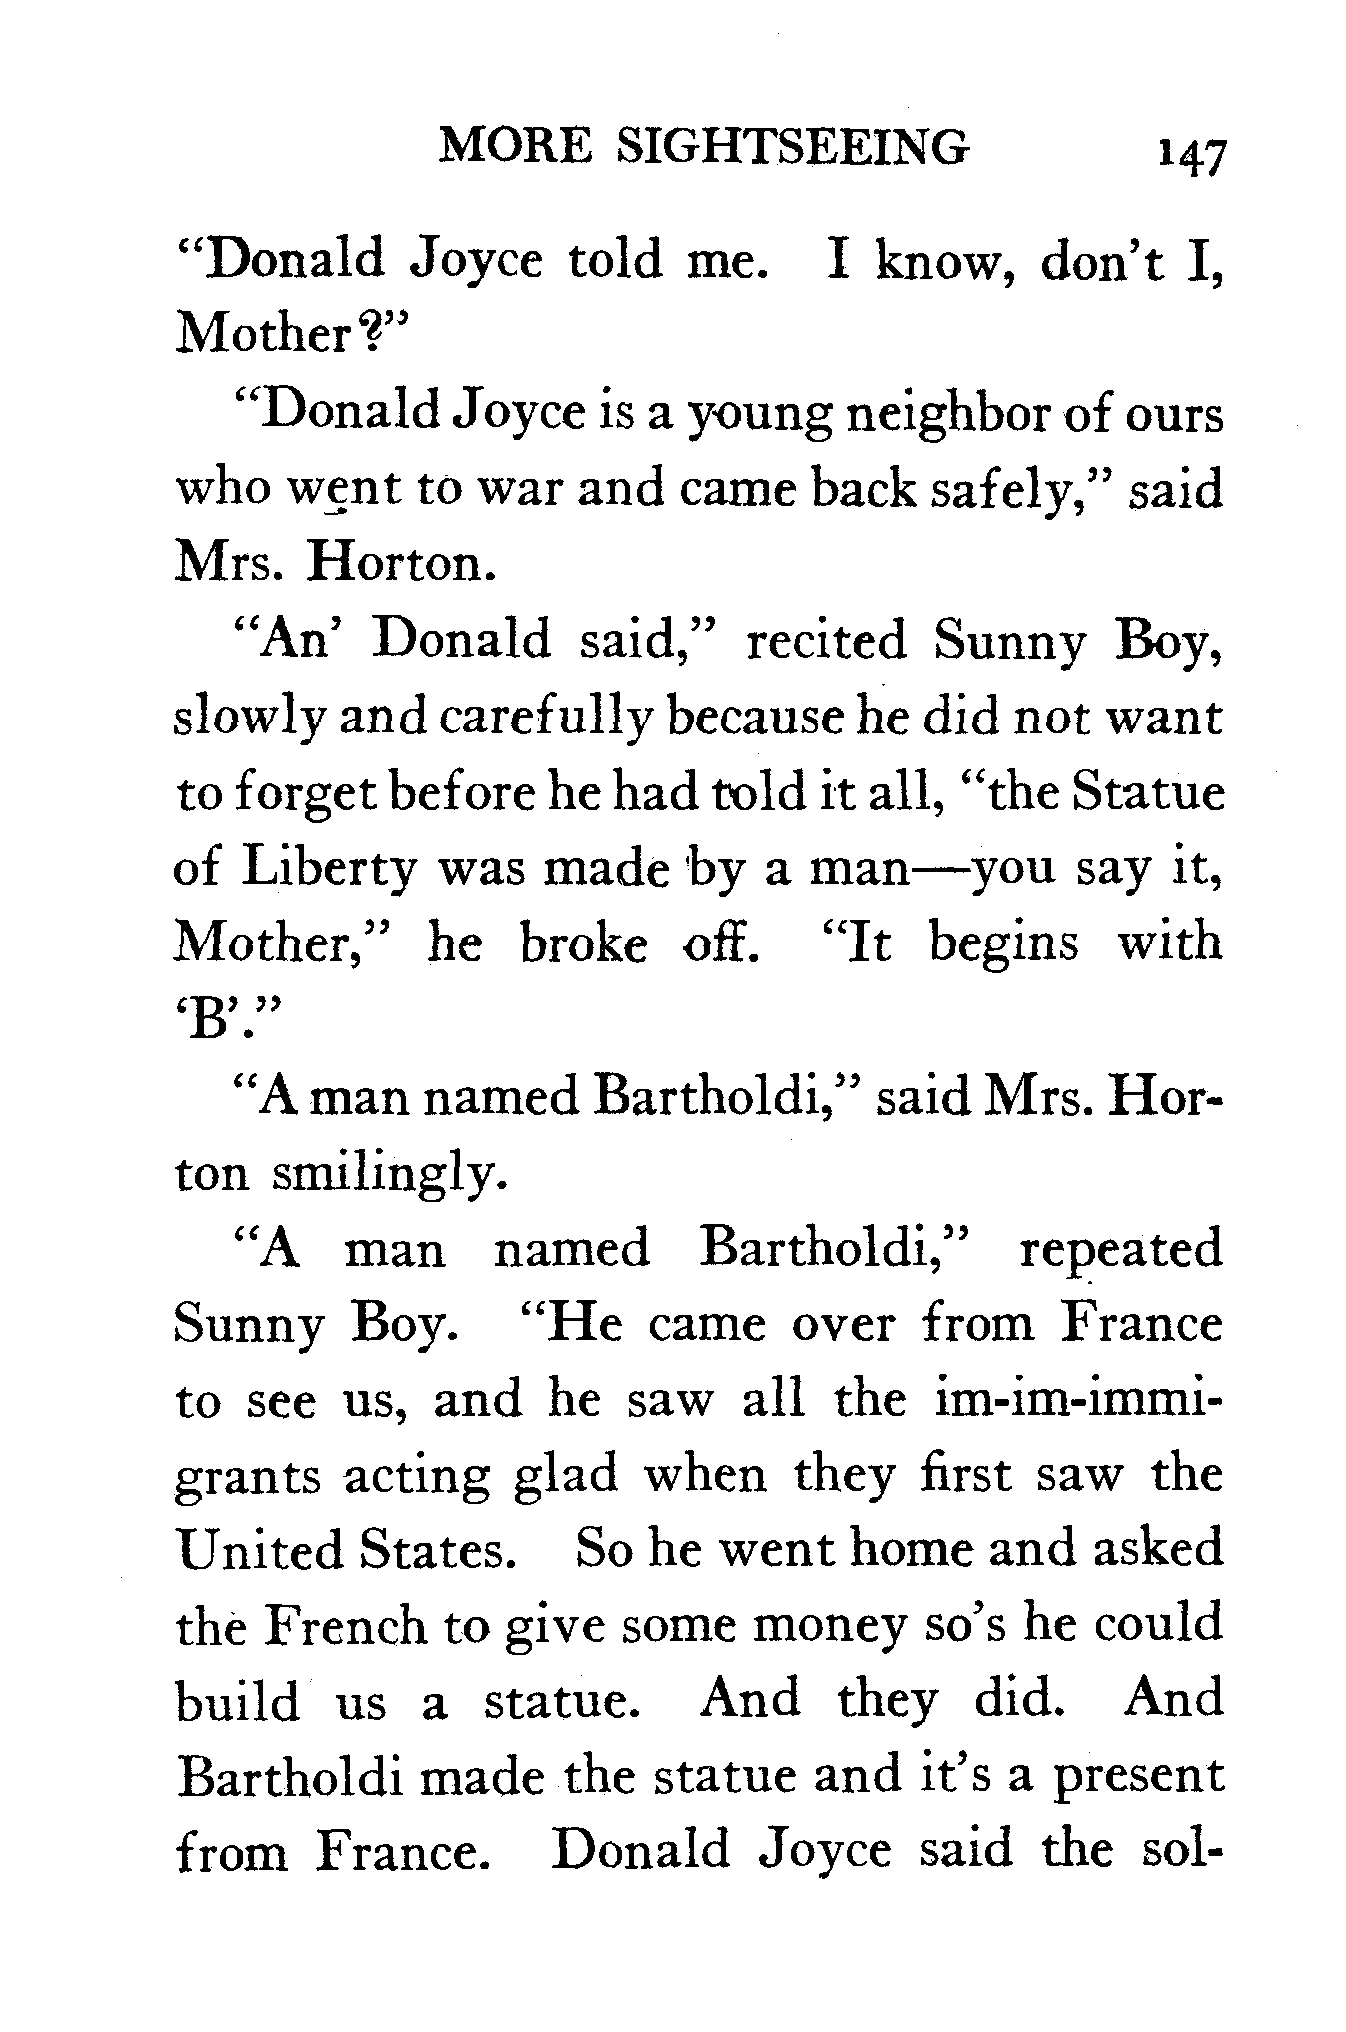 MORE SIGHTSEEING 147
“Donald Joyce told me. I know, don’t I,
Mother?”
“Donald Joyce is a young neighbor of ours
who went to war and came back safely,” said
Mrs. Horton.
“An’ Donald said,” recited Sunny Boy,
slowly and carefully because he did not want
to forget before he had told it all, “the Statue
of Liberty was made by a man—you say it,
Mother,” he broke off. “It begins with
‘B’.”
“A man named Bartholdi,” said Mrs. Hor-
ton smilingly.
“A man named Bartholdi,” repeated
Sunny Boy. “He came over from France
to see us, and he saw all the im-im-immi-
grants acting glad when they first saw the
United States. So he went home and asked
the French to give some money so’s he could
build us a statue. And they did. And
Bartholdi made the statue and it’s a present
from France. Donald Joyce said the sol-